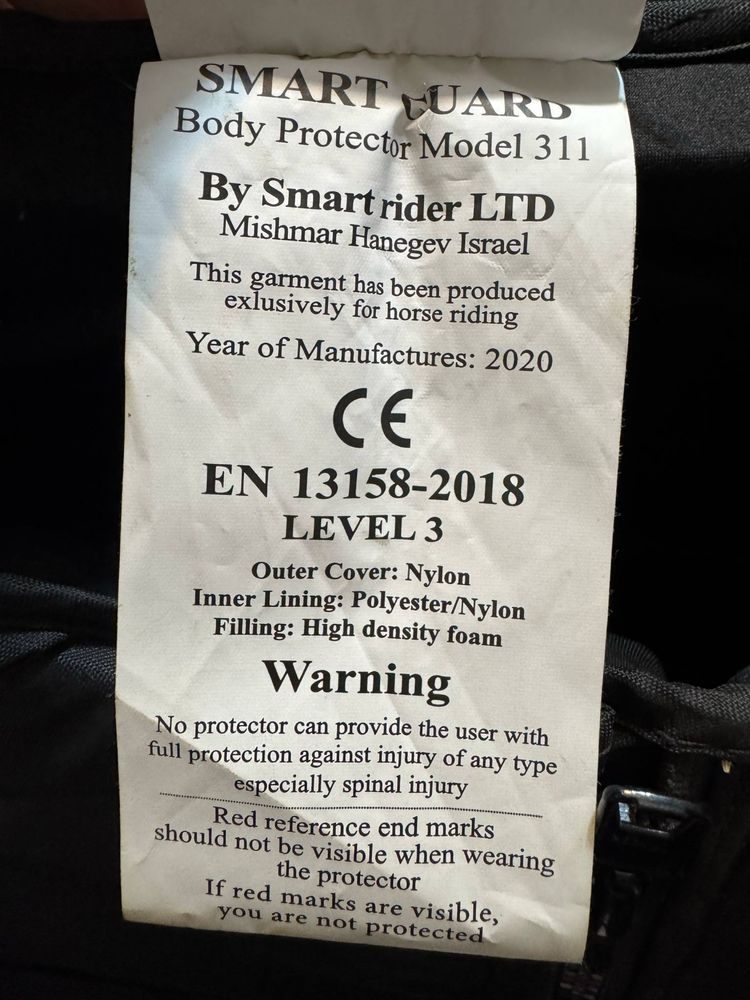 SMART GUARD
Body Protector Model 311
By Smart rider LTD
Mishmar Hanegev Israel
This garment has been produced
exlusively for horse riding
Year of Manufactures: 2020
CE
EN 13158-2018
LEVEL 3
Outer Cover: Nylon
Inner Lining: Polyester/Nylon
Filling: High density foam
Warning
No protector can provide the user with
full protection against injury of any type
especially spinal injury
Red reference end marks
should not be visible when wearing
the protector
If red marks are visible,
you are not protected